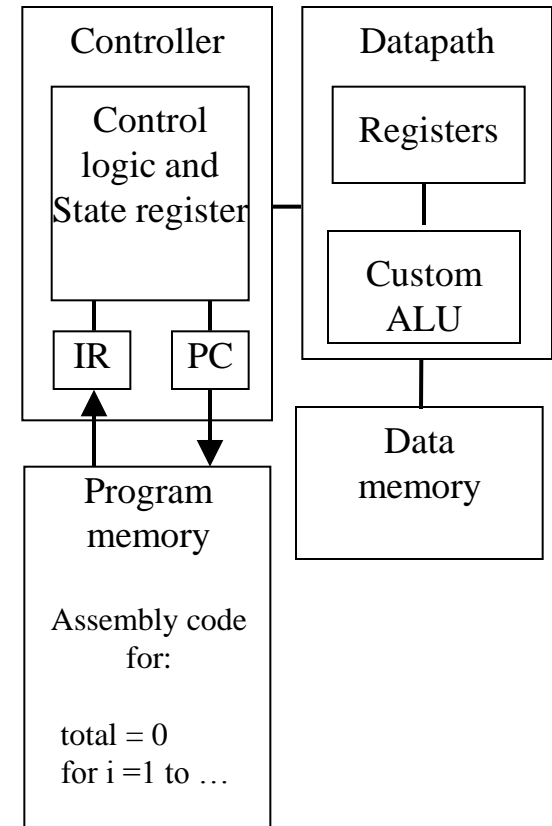 Controller
Control
logic and
State register
IR
PC
Datapath
Registers
Custom
ALU
Data
memory
Program
memory
Assembly code
for:
total = 0
for i =1 to …